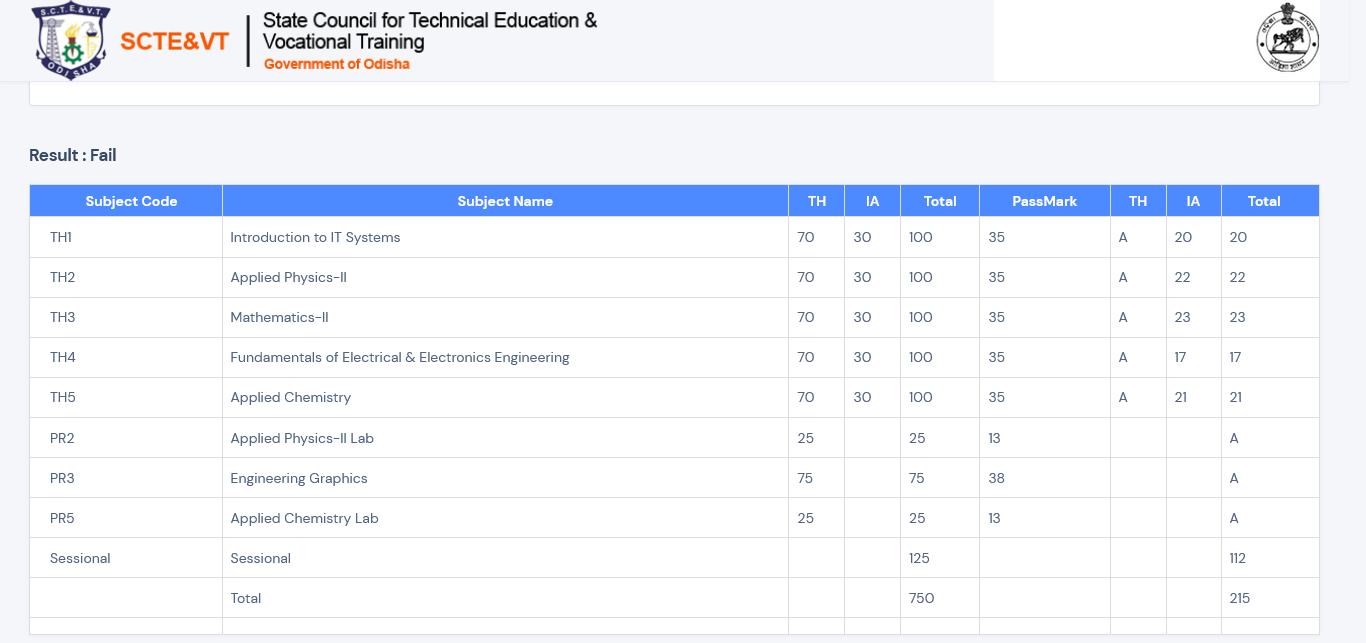 S.C.T.E.&V.T.
ODISHA
SCTE&VT
State Council for Technical Education &
Vocational Training
Government of Odisha
Result : Fail
Subject Code Subject Name TH IA Total PassMark TH IA Total
TH1 Introduction to IT Systems 70 30 100 35 A 20 20
TH2 Applied Physics-II 70 30 100 35 A 22 22
TH3 Mathematics-II 70 30 100 35 A 23 23
TH4 Fundamentals of Electrical & Electronics Engineering 70 30 100 35 A 17 17
TH5 Applied Chemistry 70 30 100 35 A 21 21
PR2 Applied Physics-II Lab 25 25 13 A
PR3 Engineering Graphics 75 75 38 A
PR5 Applied Chemistry Lab 25 25 13 A
Sessional Sessional 125 112
Total 750 215